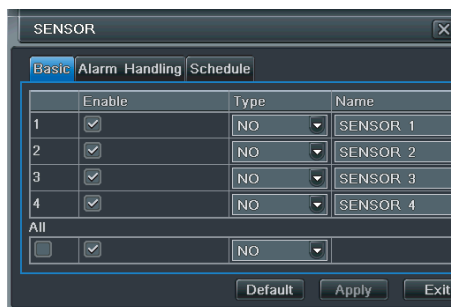 SENSOR
Basic Alarm Handling Schedule
Enable Type Name
1 NO SENSOR 1
2 NO SENSOR 2
3 NO SENSOR 3
4 NO SENSOR 4
All
NO
Default Apply Exit